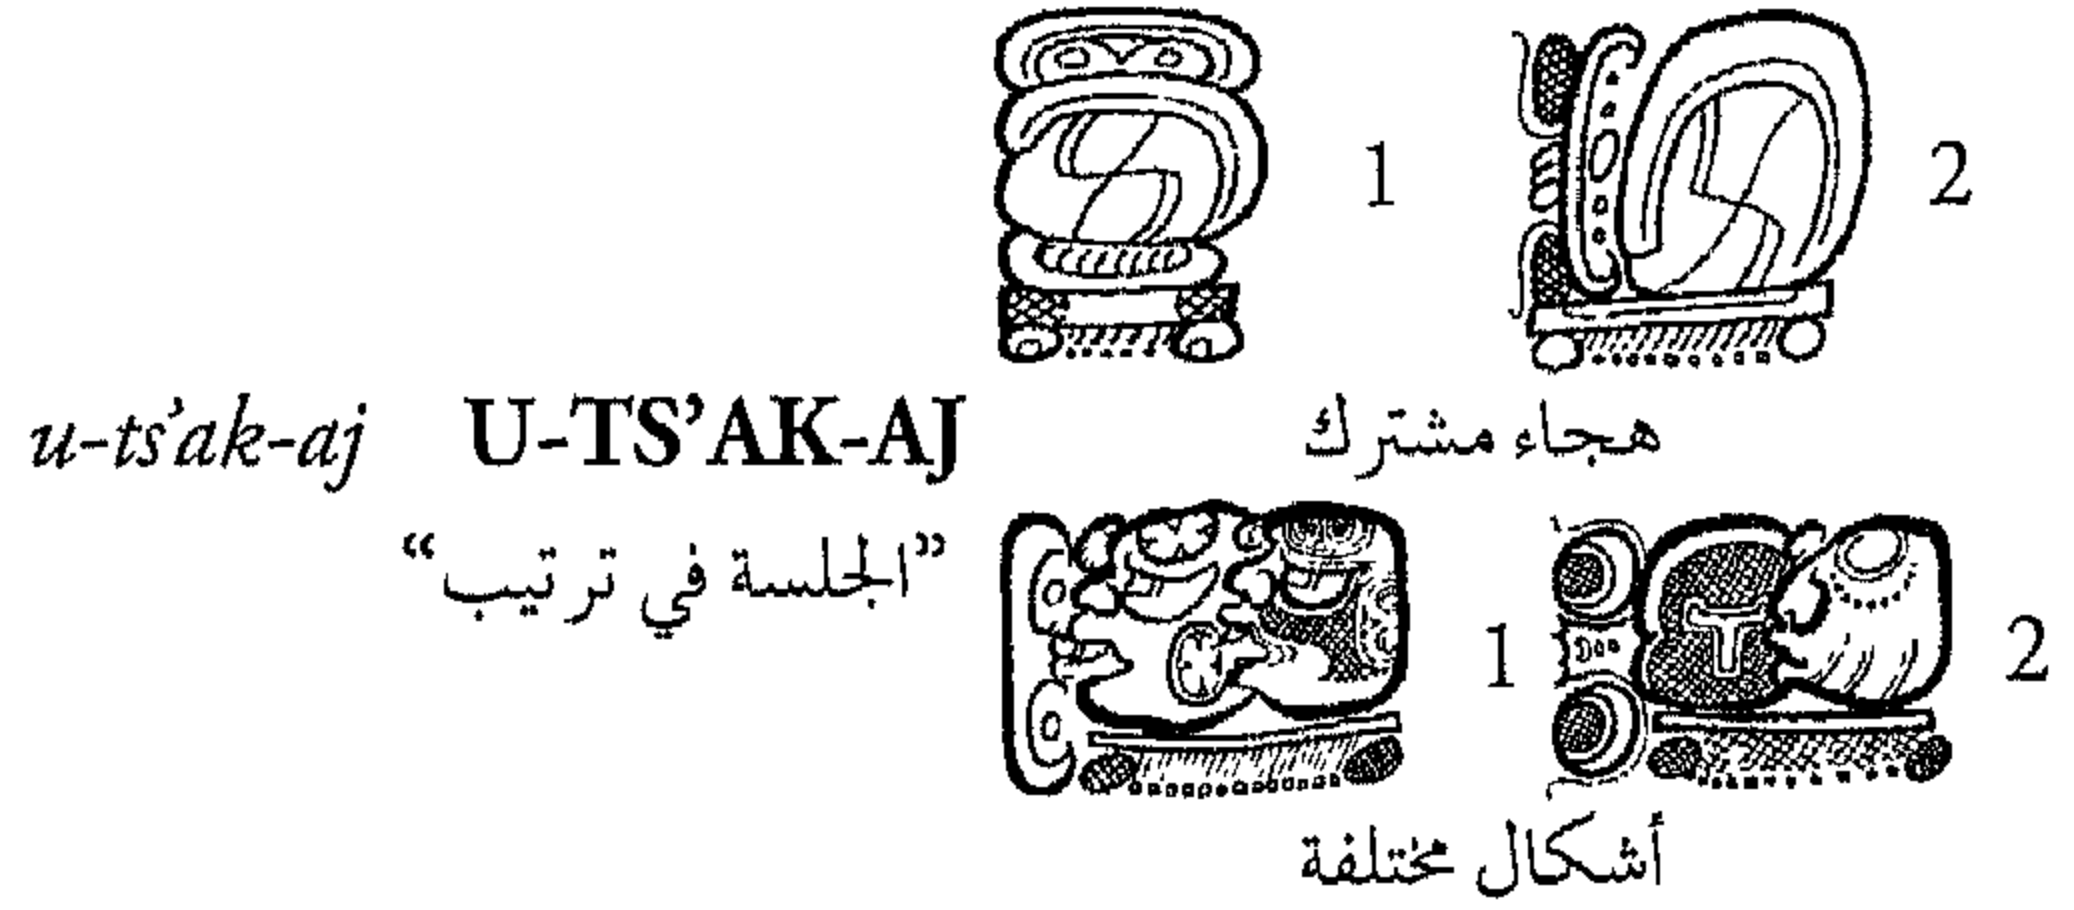 1 2
u-ts'ak-aj U-TS'AK-AJ هجاء مشترك
”الجلسة في ترتيب“
1 2
أشكال مختلفة